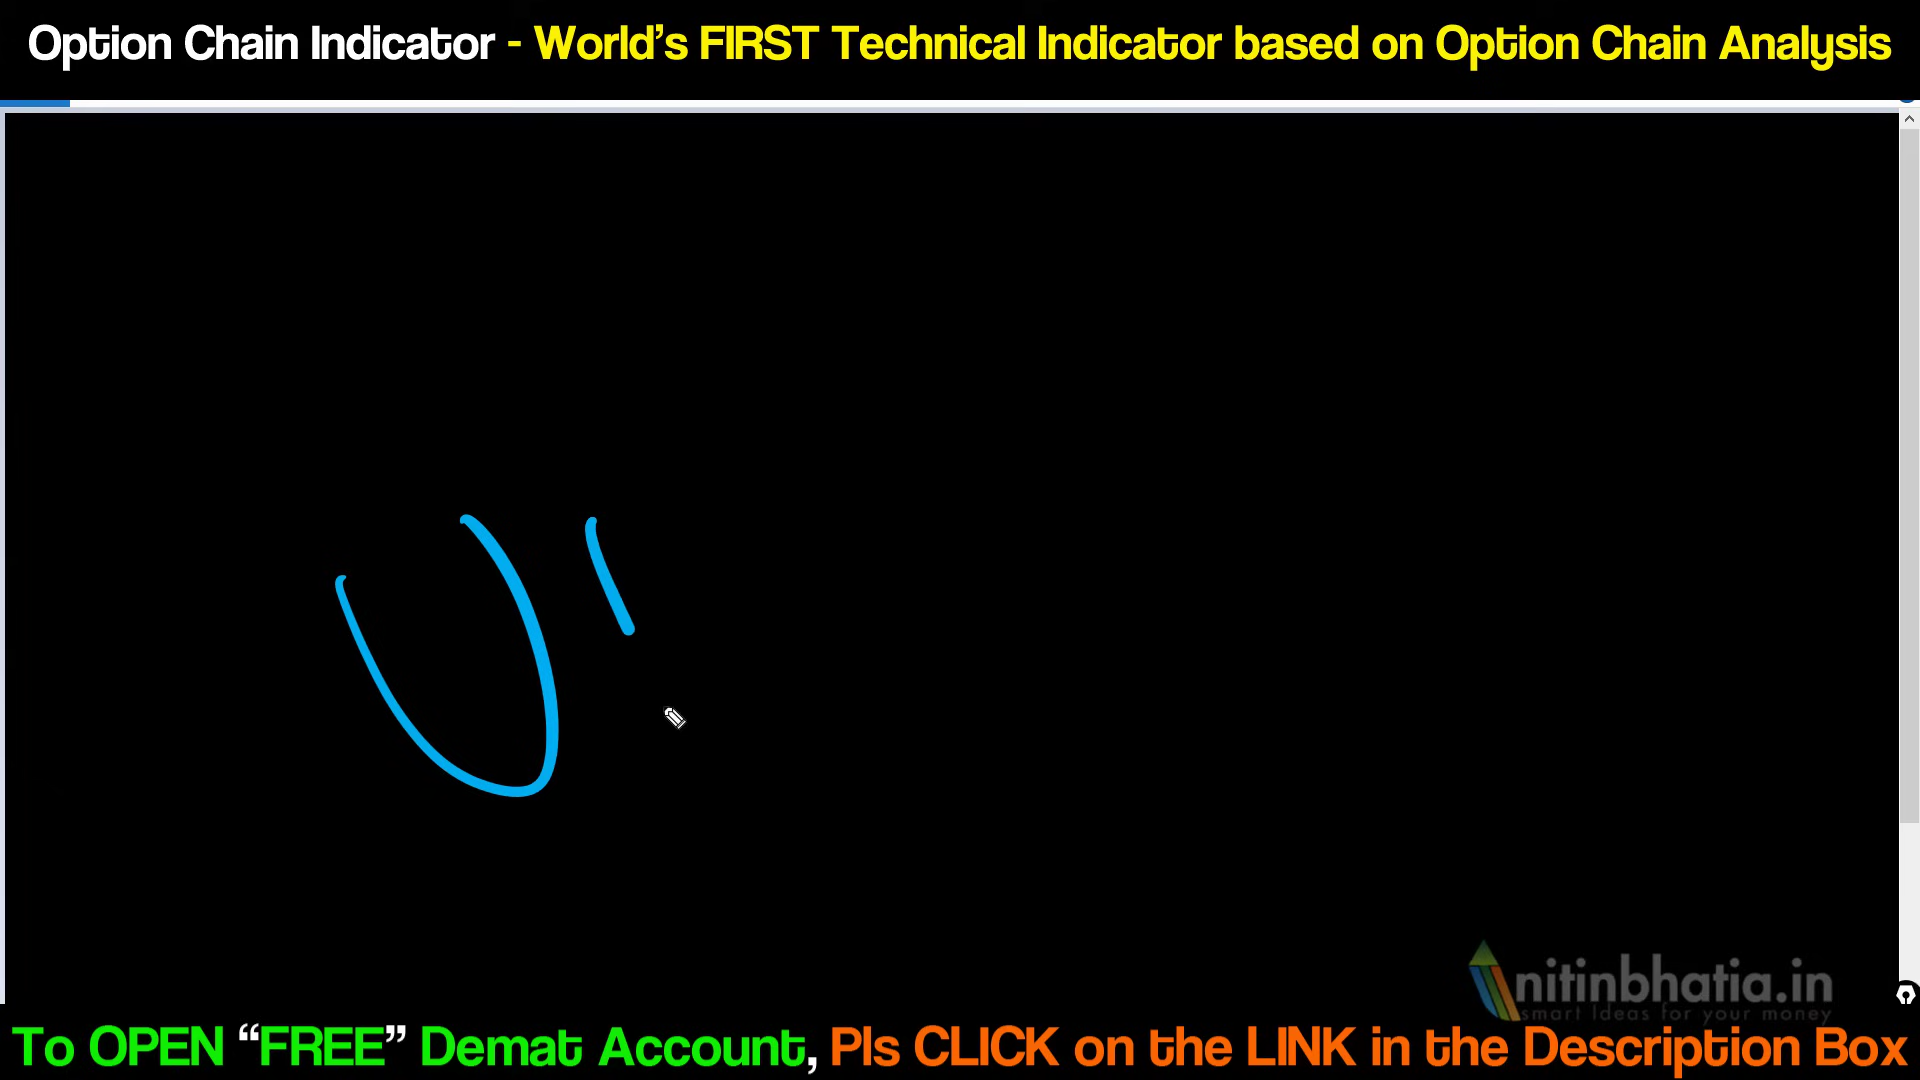 Option Chain Indicator - World's FIRST Technical Indicator based on Option Chain Analysis
nitinbhatia.in
smart Ideas for your money
To OPEN “FREE” Demat Account, Pls CLICK on the LINK in the Description Box